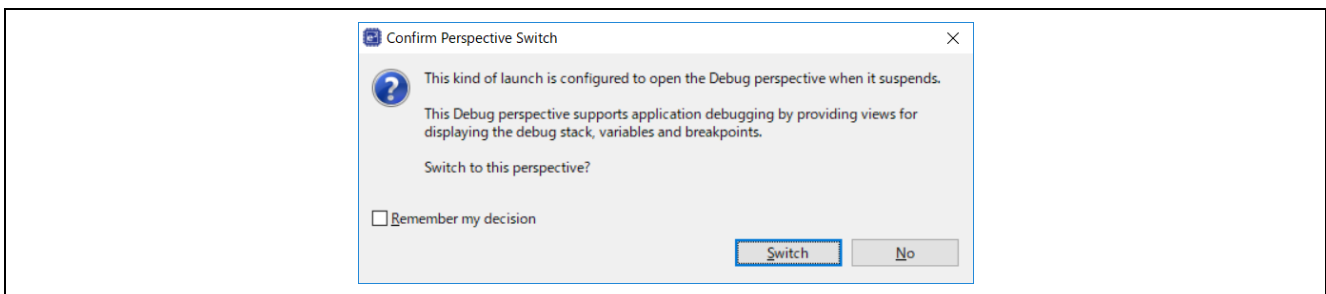 Confirm Perspective Switch
This kind of launch is configured to open the Debug perspective when it suspends.
This Debug perspective supports application debugging by providing views for
displaying the debug stack, variables and breakpoints.
Switch to this perspective?
Remember my decision
Switch No